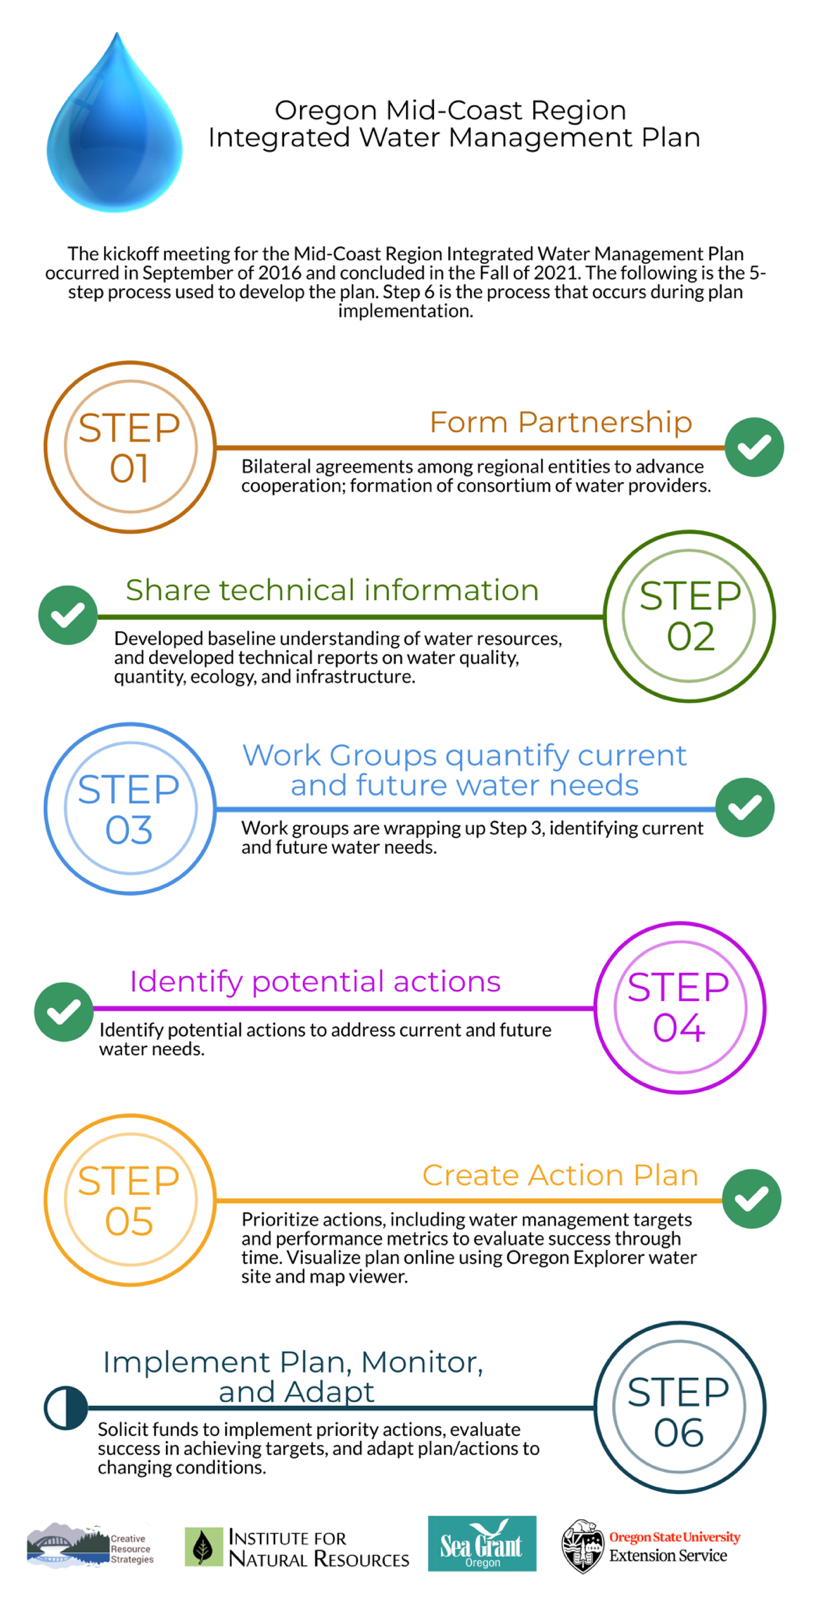 Oregon Mid-Coast Region
Integrated Water Management Plan
The kickoff meeting for the Mid-Coast Region Integrated Water Management Plan
occurred in September of 2016 and concluded in the Fall of 2021. The following is the 5-
step process used to develop the plan. Step 6 is the process that occurs during plan
implementation.
STEP
01
Form Partnership
Bilateral agreements among regional entities to advance
cooperation; formation of consortium of water providers.
Share technical information
Developed baseline understanding of water resources,
and developed technical reports on water quality,
quantity, ecology, and infrastructure.
STEP
02
STEP
03
Work Groups quantify current
and future water needs
Work groups are wrapping up Step 3, identifying current
and future water needs.
Identify potential actions
Identify potential actions to address current and future
water needs.
STEP
04
STEP
05
Create Action Plan
Prioritize actions, including water management targets
and performance metrics to evaluate success through
time. Visualize plan online using Oregon Explorer water
site and map viewer.
Implement Plan, Monitor,
and Adapt
Solicit funds to implement priority actions, evaluate
success in achieving targets, and adapt plan/actions to
changing conditions.
STEP
06
Creative
Resource
Strategies
INSTITUTE FOR
NATURAL RESOURCES
Sea Grant
Oregon
Oregon State University
Extension Service